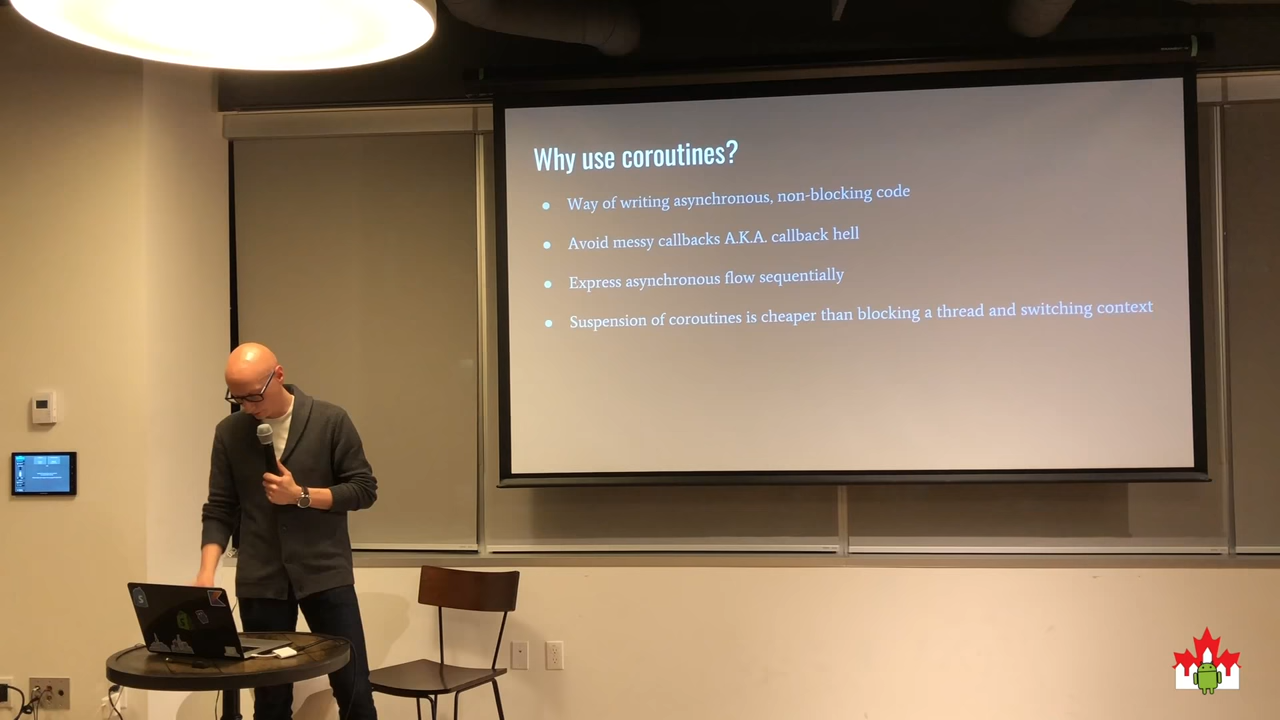 Why use coroutines?
Way of writing asynchronous, non-blocking code
Avoid messy callbacks A.K.A. callback hell
Express asynchronous flow sequentially
Suspension of coroutines is cheaper than blocking a thread and switching context